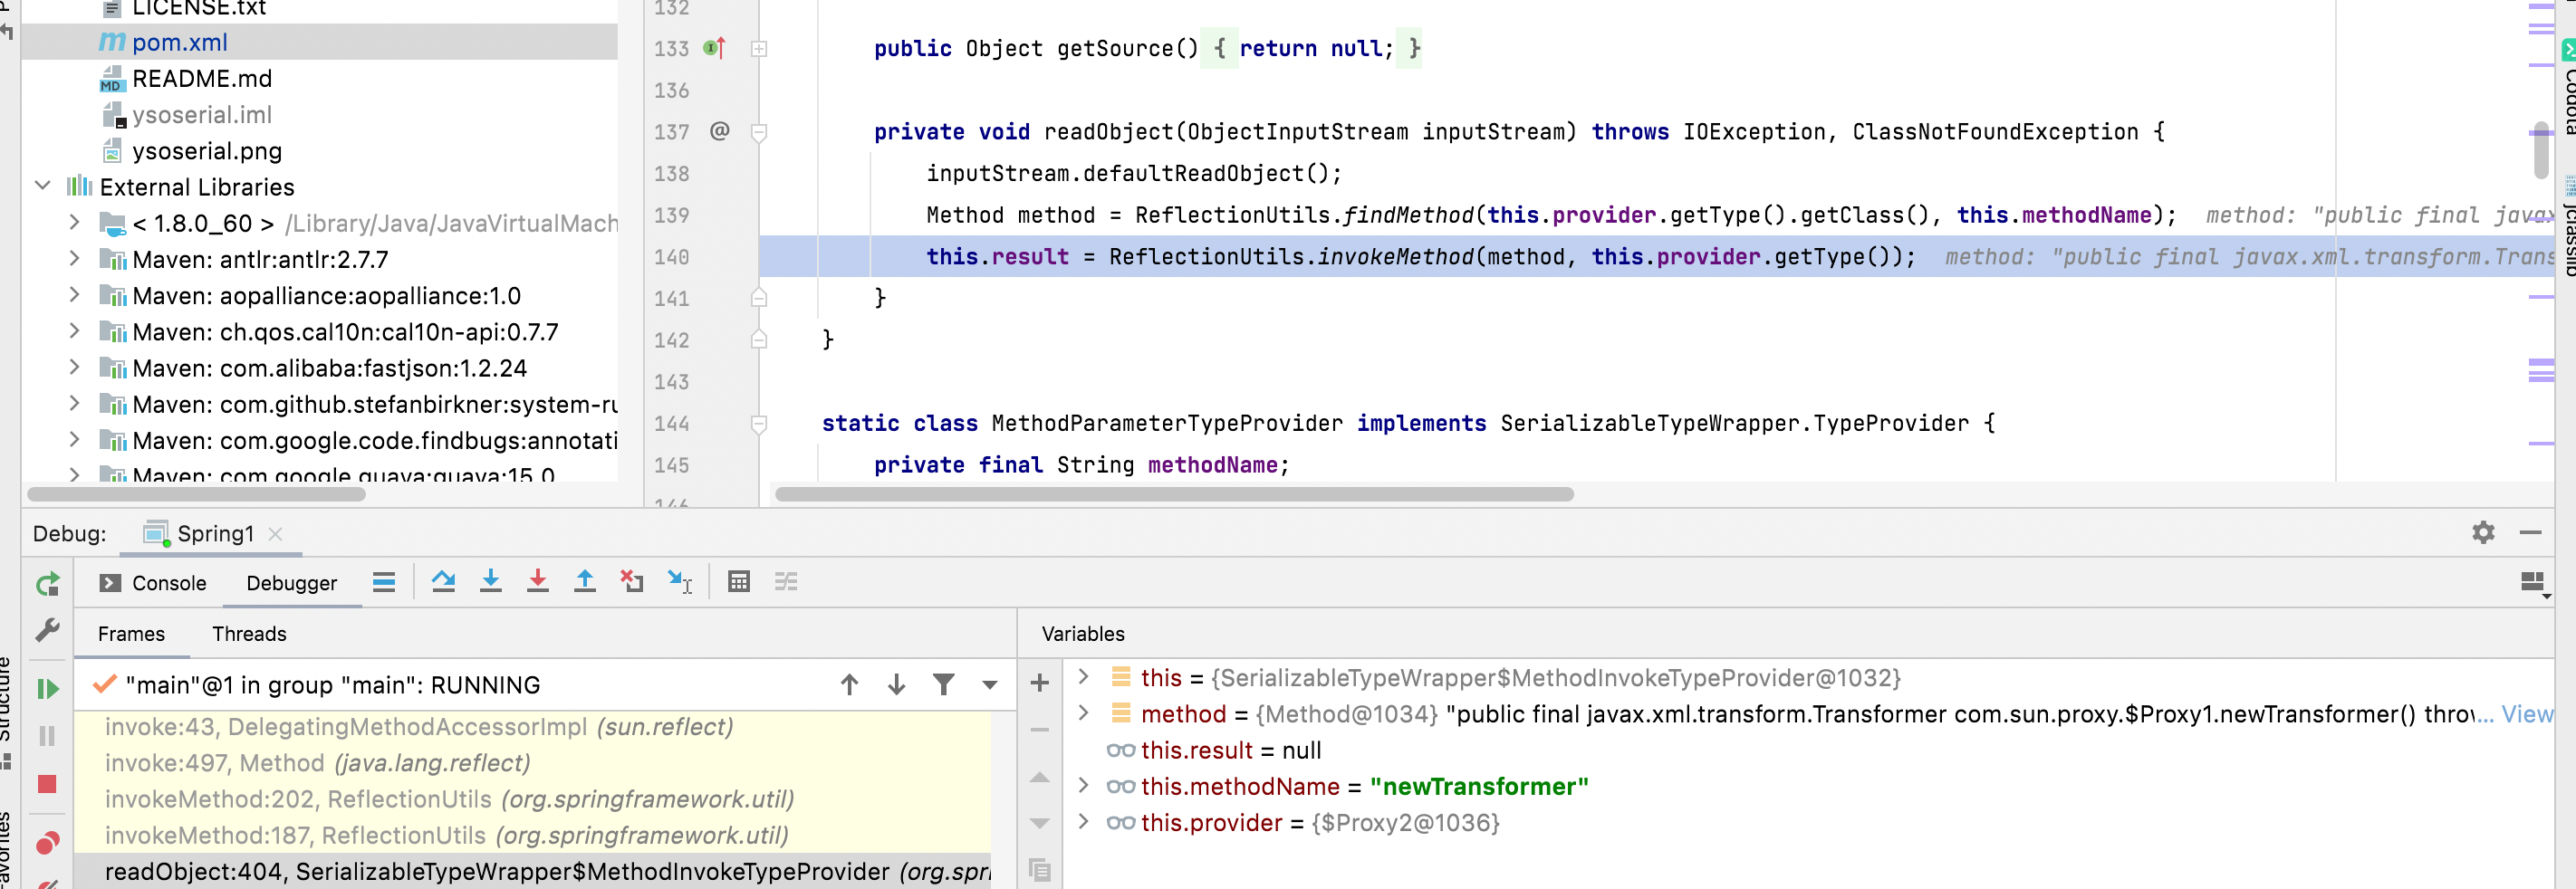 LICENSE.txt
pom.xml
README.md
ysoserial.iml
ysoserial.png
External Libraries
< 1.8.0_60 > /Library/Java/JavaVirtualMach
Maven: antlr:antlr:2.7.7
Maven: aopalliance:aopalliance:1.0
Maven: ch.qos.cal10n:cal10n-api:0.7.7
Maven: com.alibaba:fastjson:1.2.24
Maven: com.github.stefanbirkner:system-ru
Maven: com.google.code.findbugs:annotati
Maven: com.google.guava:guava:15.0
132
133 public Object getSource() { return null; }
136
137 @ private void readObject(ObjectInputStream inputStream) throws IOException, ClassNotFoundException {
138 inputStream.defaultReadObject();
139 Method method = ReflectionUtils.findMethod(this.provider.getType().getClass(), this.methodName); method: "public final javax
140 this.result = ReflectionUtils.invokeMethod(method, this.provider.getType()); method: "public final javax.xml.transform.Trans
141 }
142 }
143
144 static class MethodParameterTypeProvider implements SerializableTypeWrapper.TypeProvider {
145 private final String methodName;
146
Codota
jclasslib
Debug: Spring1
Console Debugger
Frames Threads
"main"@1 in group "main": RUNNING
invoke:43, DelegatingMethodAccessorImpl (sun.reflect)
invoke:497, Method (java.lang.reflect)
invokeMethod:202, ReflectionUtils (org.springframework.util)
invokeMethod:187, ReflectionUtils (org.springframework.util)
readObject:404, SerializableTypeWrapper$MethodInvokeTypeProvider (org.spri
Variables
this = {SerializableTypeWrapper$MethodInvokeTypeProvider@1032}
method = {Method@1034} "public final javax.xml.transform.Transformer com.sun.proxy.$Proxy1.newTransformer() throw... View
this.result = null
this.methodName = "newTransformer"
this.provider = {$Proxy2@1036}
Structure
Favorites